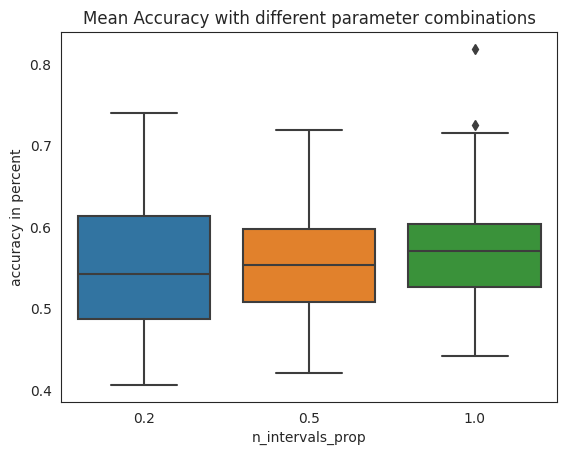 Mean Accuracy with different parameter combinations
accuracy in percent
0.8
0.7
0.6
0.5
0.4
0.2 0.5 1.0
n_intervals_prop